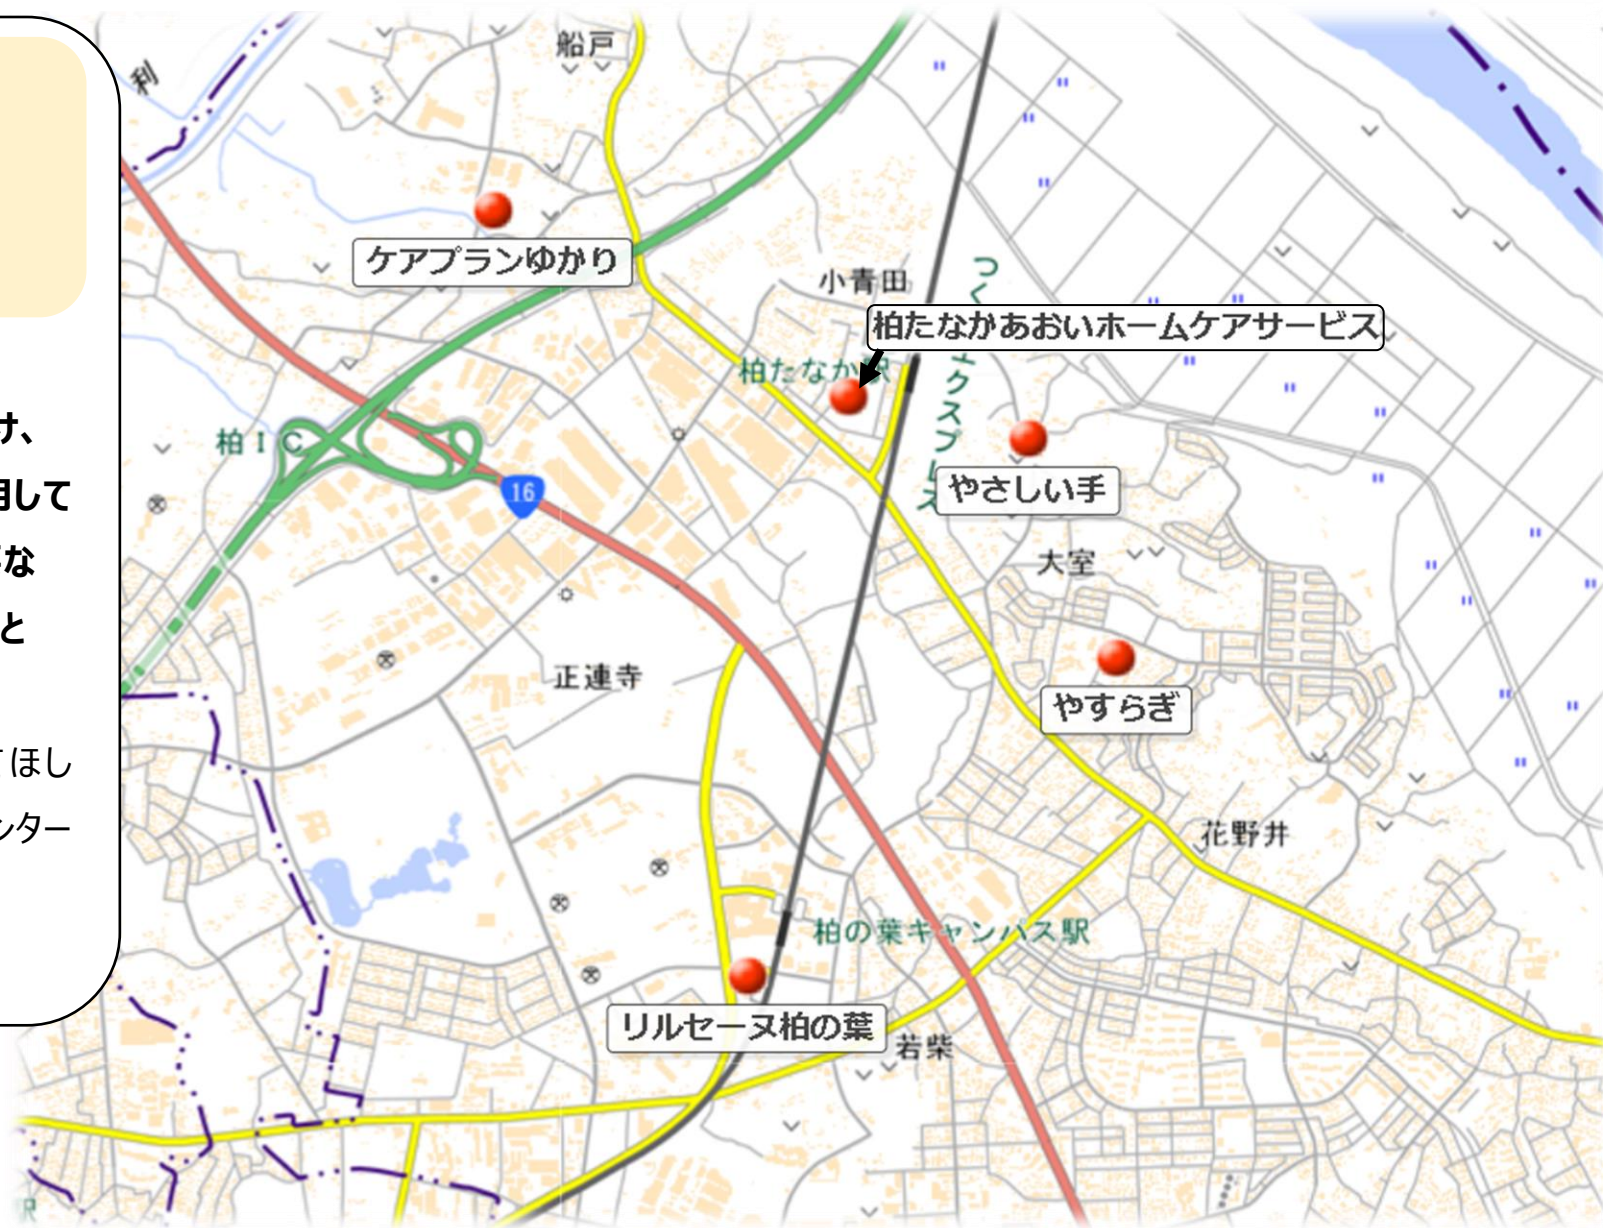 け、
用して
な
と
てほし
ンター
利
船戸
ケアプランゆかり
小青田
つく
エクスプレス
柏たなかあおいホームケアサービス
柏たなか駅
柏IC
16
やさしい手
大室
正連寺
やすらぎ
花野井
柏の葉キャンパス駅
リルセーヌ柏の葉
若柴
駅